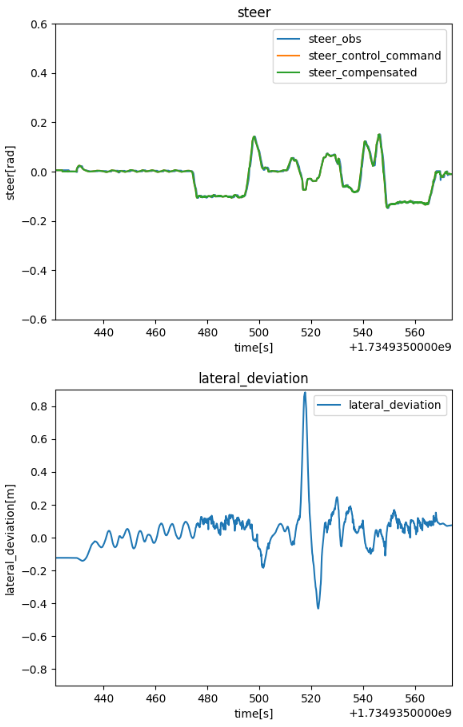 steer
steer_obs
steer_control_command
steer_compensated
0.6
0.4
0.2
0.0
−0.2
−0.4
−0.6
steer[rad]
440 460 480 500 520 540 560
time[s]
+1.7349350000e9
lateral_deviation
lateral_deviation
0.8
0.6
0.4
0.2
0.0
−0.2
−0.4
−0.6
−0.8
lateral_deviation[m]
440 460 480 500 520 540 560
time[s]
+1.7349350000e9